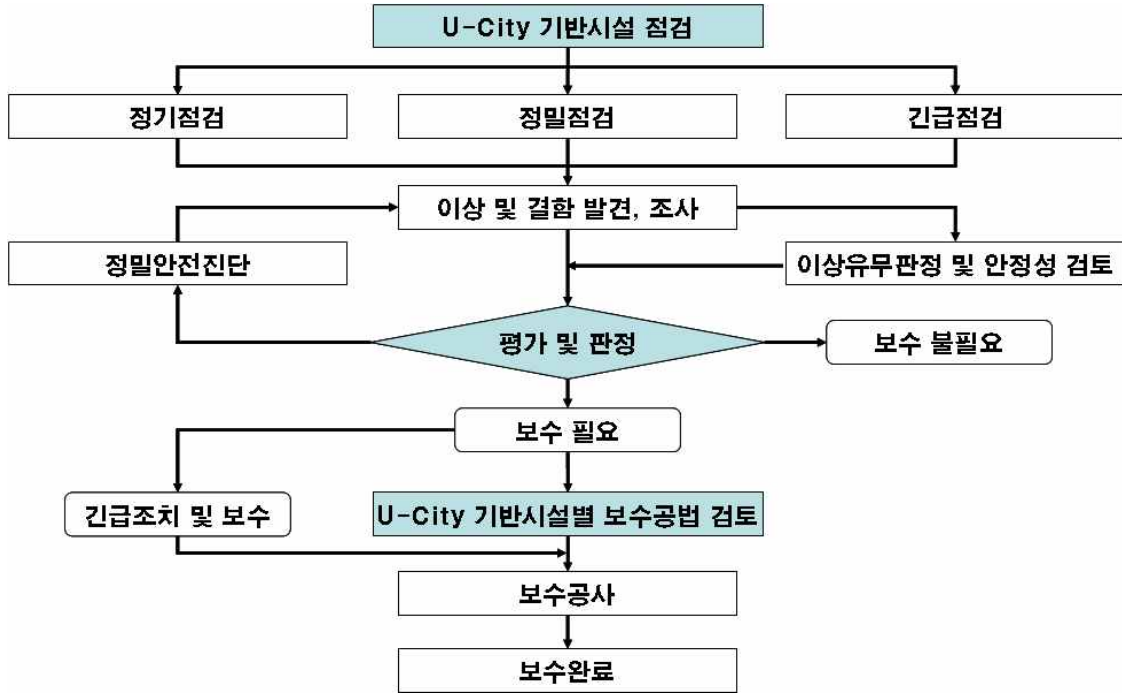 U-City 기반시설 점검
정기점검
정밀점검
긴급점검
이상 및 결함 발견, 조사
정밀안전진단
이상유무판정 및 안정성 검토
평가 및 판정
보수 불필요
보수 필요
긴급조치 및 보수
U-City 기반시설별 보수공법 검토
보수공사
보수완료